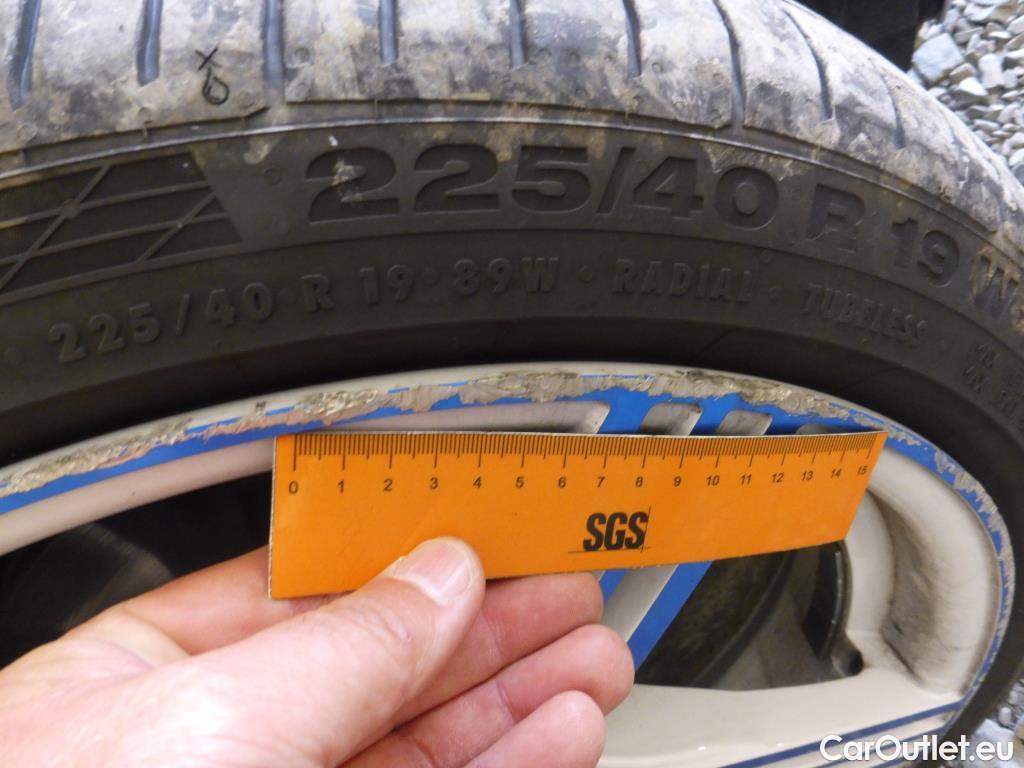 225/40 R 19 W
225/40 · R 19 · 89W · RADIAL · TUBELESS ·
0 1 2 3 4 5 6 7 8 9 10 11 12 13 14 15
SGS
CarOutlet.eu